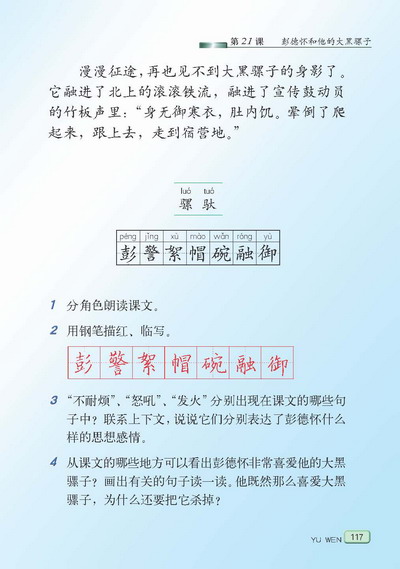 第21课 彭德怀和他的大黑骡子
漫漫征途，再也见不到大黑骡子的身影了。
它融进了北上的滚滚铁流，融进了宣传鼓动员
的竹板声里：“身无御寒衣，肚内饥。晕倒了爬
起来，跟上去，走到宿营地。”
luó tuó
骡 驮
péng jǐng xù mào wǎn róng yù
彭 警 絮 帽 碗 融 御
1 分角色朗读课文。
2 用钢笔描红、临写。
彭 警 絮 帽 碗 融 御
3 “不耐烦”、“怒吼”、“发火”分别出现在课文的哪些句
子中？联系上下文，说说它们分别表达了彭德怀什么
样的思想感情。
4 从课文的哪些地方可以看出彭德怀非常喜爱他的大黑
骡子？画出有关的句子读一读。他既然那么喜爱大黑
骡子，为什么还要把它杀掉？
YU WEN 117